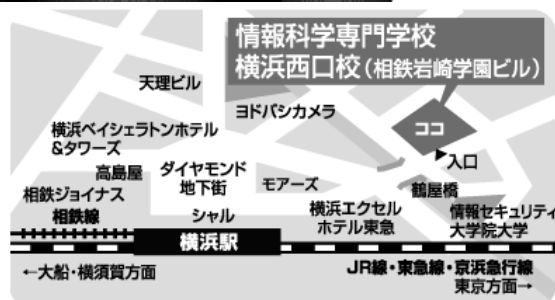 情報科学専門学校
横浜西口校(相鉄岩崎学園ビル)
天理ビル
ヨドバシカメラ
ココ
横浜ベイシェラトンホテル
&タワーズ
入口
高島屋
ダイヤモンド
地下街
モアーズ
鶴屋橋
相鉄ジョイナス
相鉄線
シャル
横浜エクセル
ホテル東急
情報セキュリティ
大学院大学
横浜駅
←大船・横須賀方面
JR線・東急線・京浜急行線
東京方面→